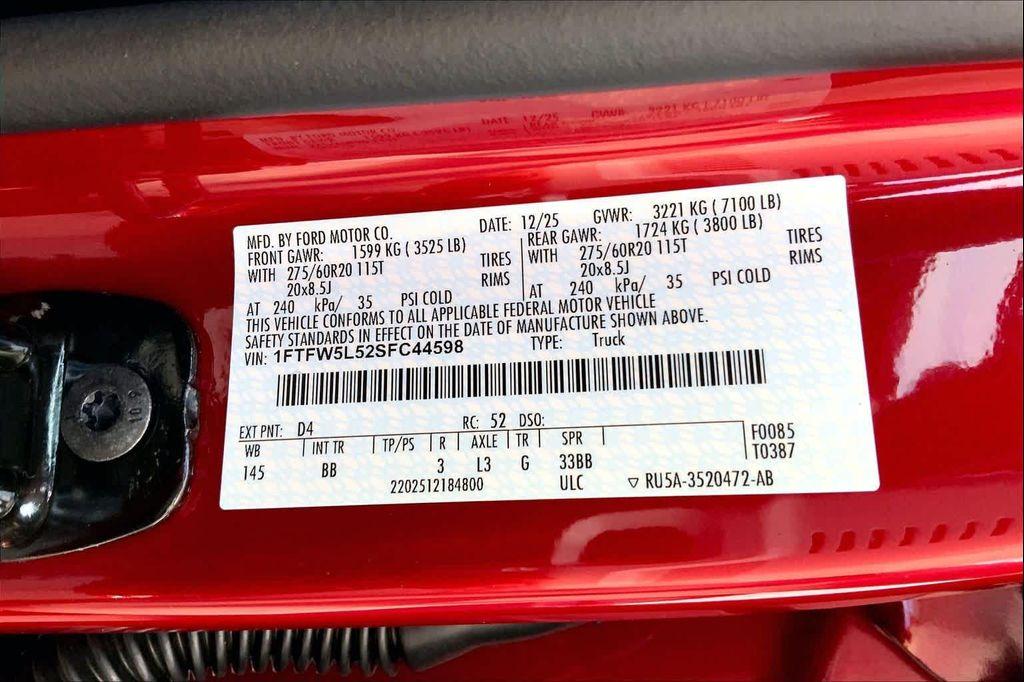 MFD. BY FORD MOTOR CO. DATE: 12/25 GVWR: 3221 KG ( 7100 LB)
FRONT GAWR: 1599 KG ( 3525 LB) REAR GAWR: 1724 KG ( 3800 LB)
WITH 275/60R20 115T TIRES WITH 275/60R20 115T TIRES
20x8.5J RIMS 20x8.5J RIMS
AT 240 kPa/ 35 PSI COLD AT 240 kPa/ 35 PSI COLD
THIS VEHICLE CONFORMS TO ALL APPLICABLE FEDERAL MOTOR VEHICLE
SAFETY STANDARDS IN EFFECT ON THE DATE OF MANUFACTURE SHOWN ABOVE.
VIN: 1FTFW5L52SFC44598 TYPE: Truck
EXT PNT: D4 RC: 52 DSO:
WB INT TR TP/PS R AXLE TR SPR F0085
145 BB 3 L3 G 33BB T0387
2202512184800 ULC ▽ RU5A-3520472-AB
10 9